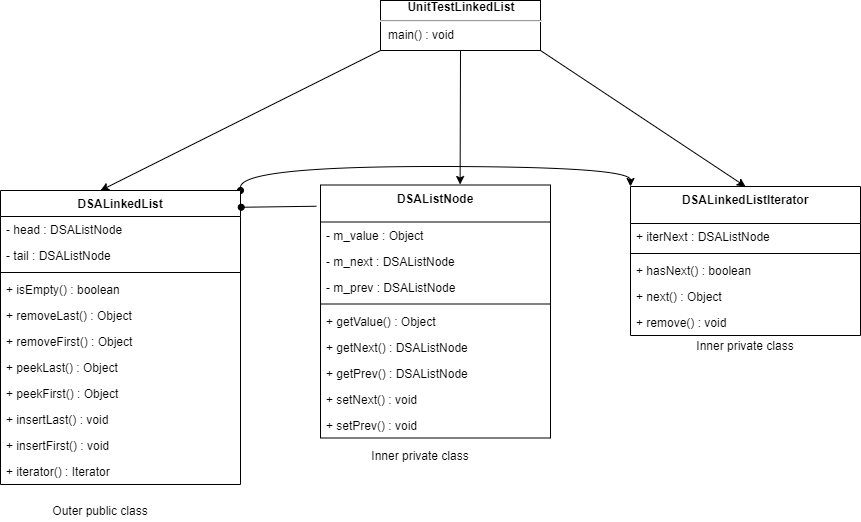 UnitTestLinkedList
main() : void
DSALinkedList
- head : DSAListNode
- tail : DSAListNode
+ isEmpty() : boolean
+ removeLast() : Object
+ removeFirst() : Object
+ peekLast() : Object
+ peekFirst() : Object
+ insertLast() : void
+ insertFirst() : void
+ iterator() : Iterator
Outer public class
DSAListNode
- m_value : Object
- m_next : DSAListNode
- m_prev : DSAListNode
+ getValue() : Object
+ getNext() : DSAListNode
+ getPrev() : DSAListNode
+ setNext() : void
+ setPrev() : void
Inner private class
DSALinkedListIterator
+ iterNext : DSAListNode
+ hasNext() : boolean
+ next() : Object
+ remove() : void
Inner private class